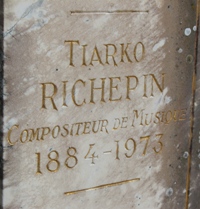 TIARKO
RICHEPIN
COMPOSITEUR DE MUSIQUE
1884-1973